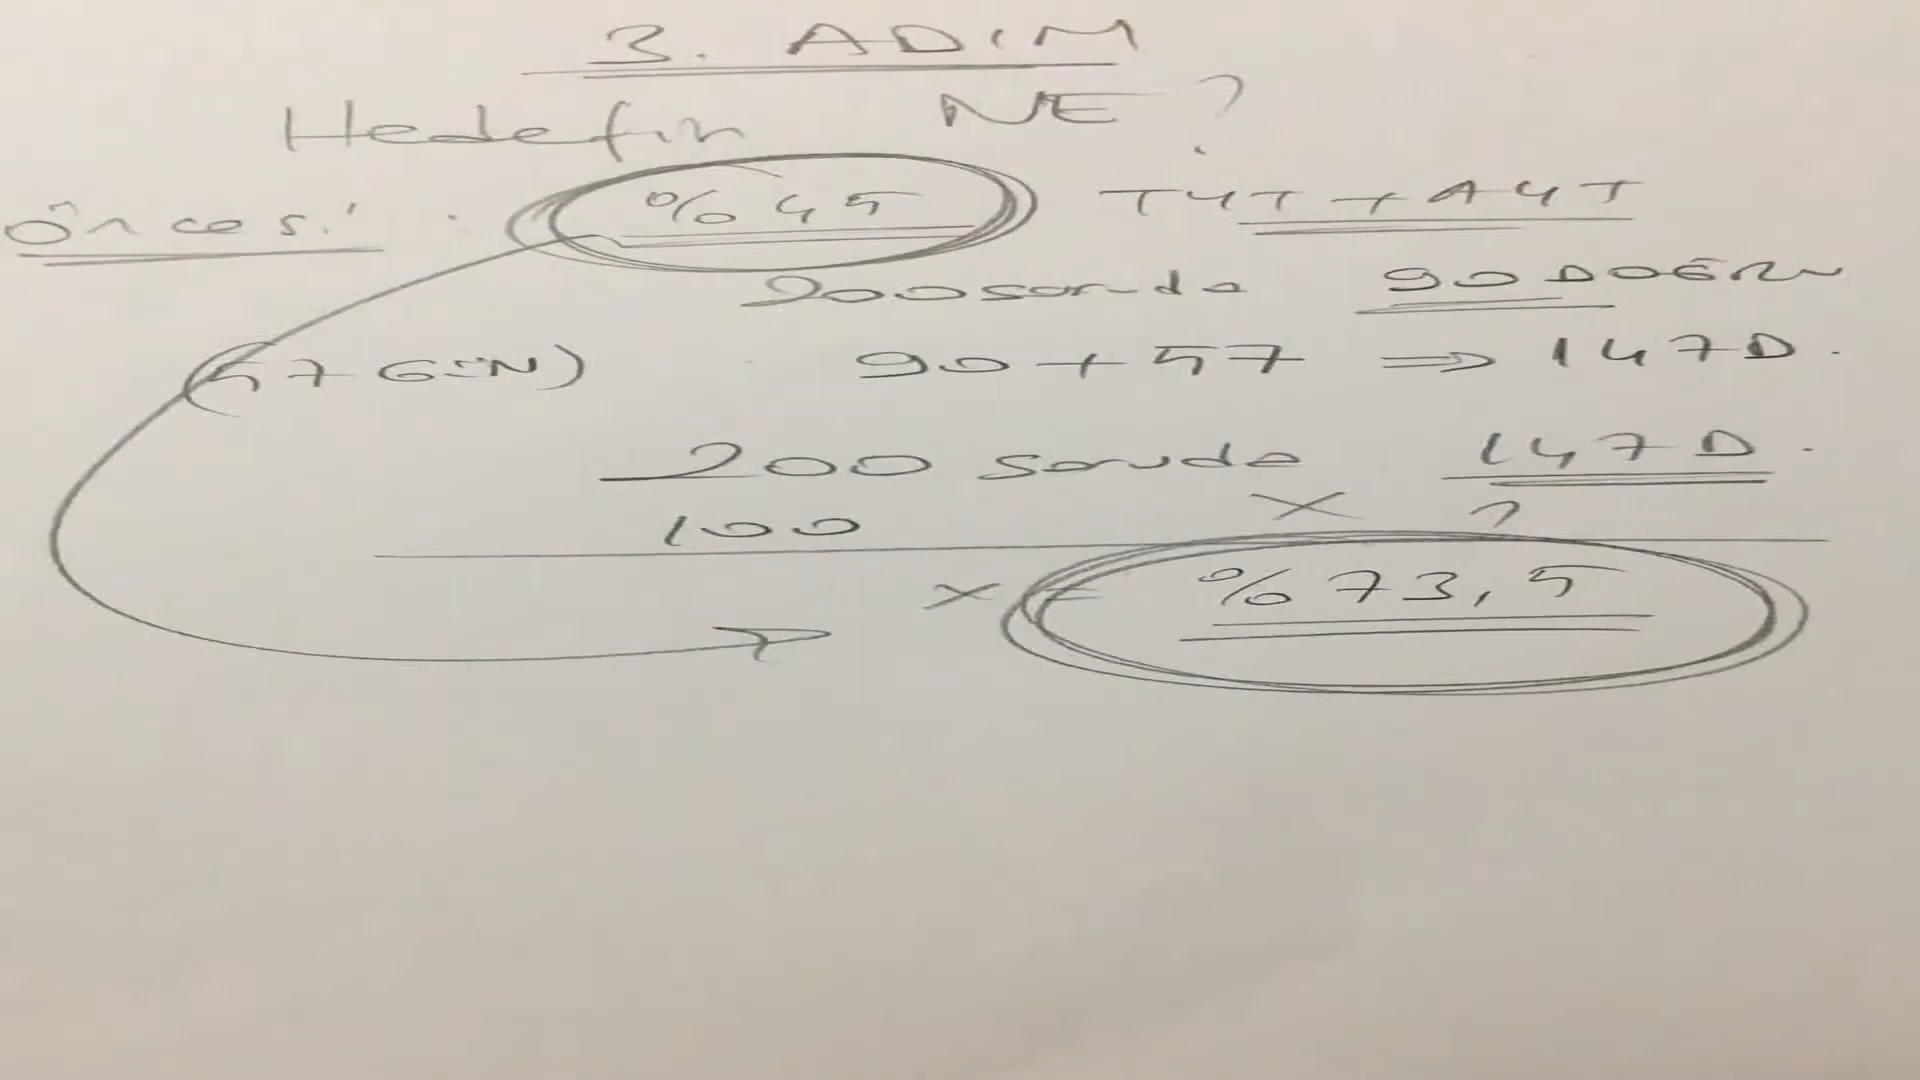 3. ADIM
Hedefin NE?
Öncesi: %45 TYT + AYT
200 soruda 90 DOĞRU
(57 GÜN) 90 + 57 ⇒ 147 D.
200 soruda 147 D.
100 X ?
X = %73,5